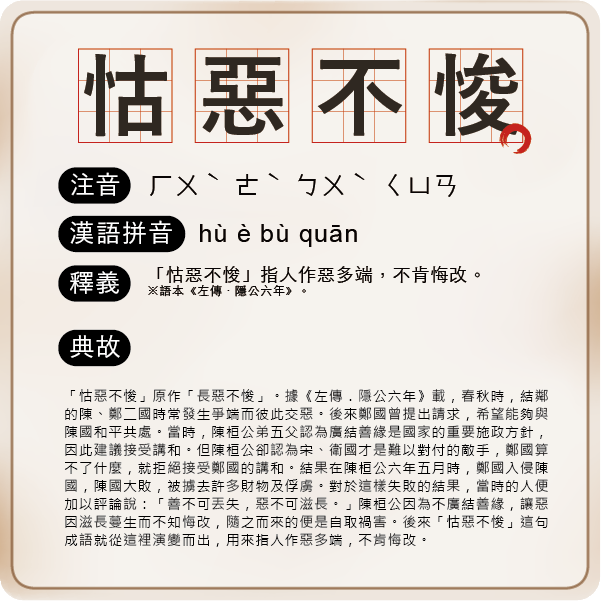 怙惡不悛
注音 ㄏㄨˋ ㄜˋ ㄅㄨˋ ㄑㄩㄢ
漢語拼音 hù è bù quān
釋義 「怙惡不悛」指人作惡多端，不肯悔改。
※語本《左傳．隱公六年》。
典故
「怙惡不悛」原作「長惡不悛」。據《左傳．隱公六年》載，春秋時，結鄰
的陳、鄭二國時常發生爭端而彼此交惡。後來鄭國曾提出請求，希望能夠與
陳國和平共處。當時，陳桓公弟五父認為廣結善緣是國家的重要施政方針，
因此建議接受講和。但陳桓公卻認為宋、衛國才是難以對付的敵手，鄭國算
不了什麼，就拒絕接受鄭國的講和。結果在陳桓公六年五月時，鄭國入侵陳
國，陳國大敗，被擄去許多財物及俘虜。對於這樣失敗的結果，當時的人便
加以評論說：「善不可丟失，惡不可滋長。」陳桓公因為不廣結善緣，讓惡
因滋長蔓生而不知悔改，隨之而來的便是自取禍害。後來「怙惡不悛」這句
成語就從這裡演變而出，用來指人作惡多端，不肯悔改。